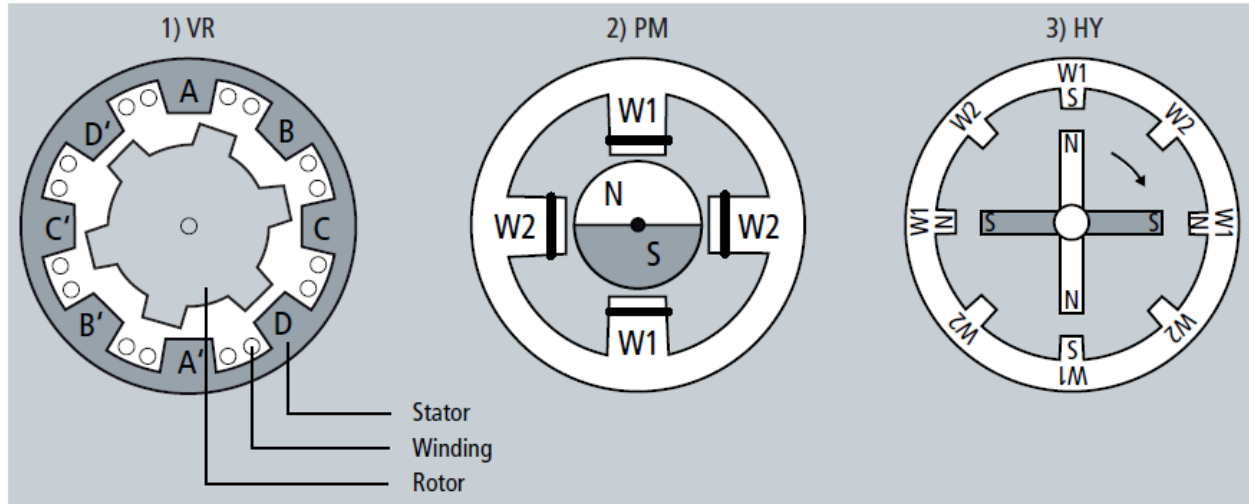 1) VR
A
B
C
D
A'
B'
C'
D'
Stator
Winding
Rotor
2) PM
W1
W2
W2
W1
N
S
3) HY
W1
S
W2
W2
N
W1
N
S
S
N
W1
N
W2
W2
S
W1